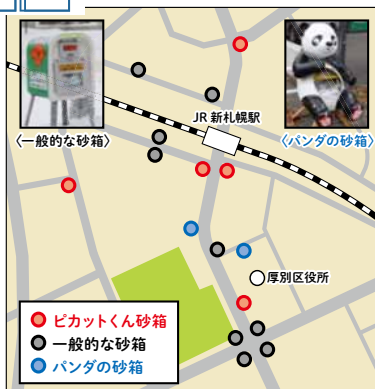 JR 新札幌駅
〈一般的な砂箱〉
〈パンダの砂箱〉
厚別区役所
ピカットくん砂箱
一般的な砂箱
パンダの砂箱